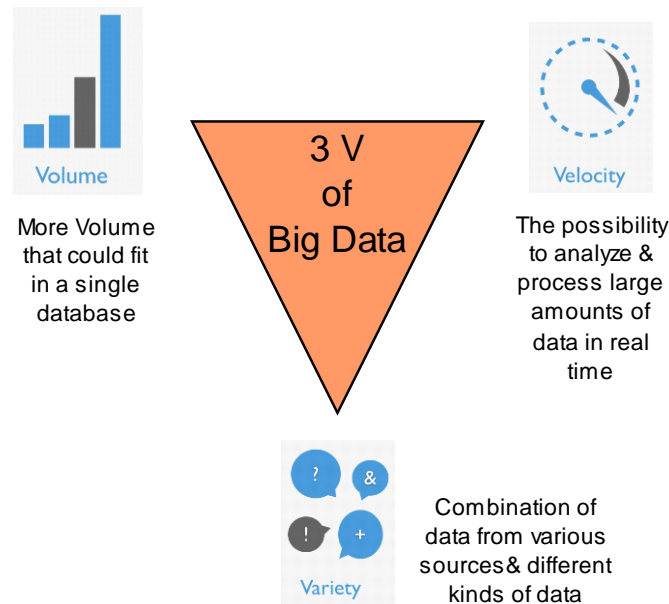 Volume
More Volume
that could fit
in a single
database
3 V
of
Big Data
Velocity
The possibility
to analyze &
process large
amounts of
data in real
time
?
&
!
+
Variety
Combination of
data from various
sources& different
kinds of data